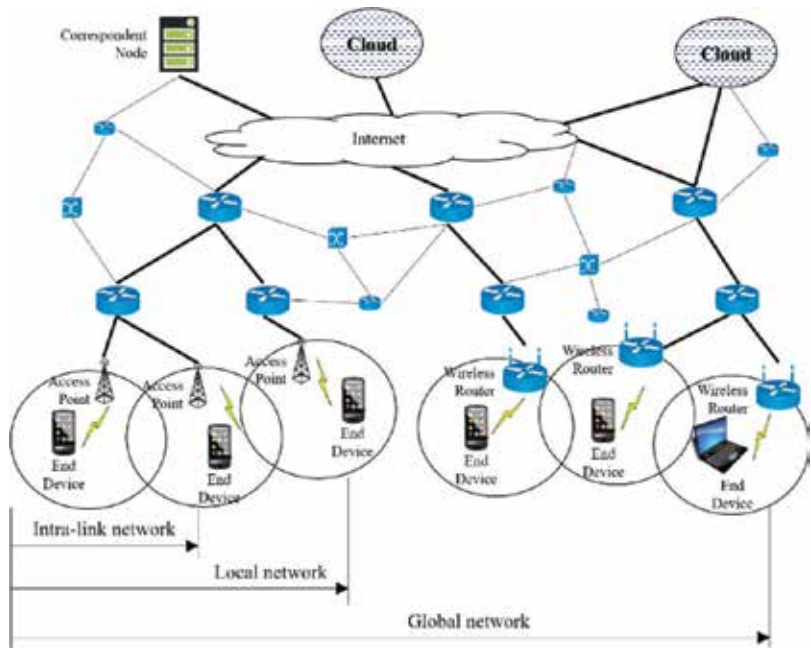 Correspondent
Node
Cloud
Cloud
Internet
Access
Point
Access
Point
Access
Point
Wireless
Router
Wireless
Router
Wireless
Router
End
Device
End
Device
End
Device
End
Device
End
Device
End
Device
Intra-link network
Local network
Global network